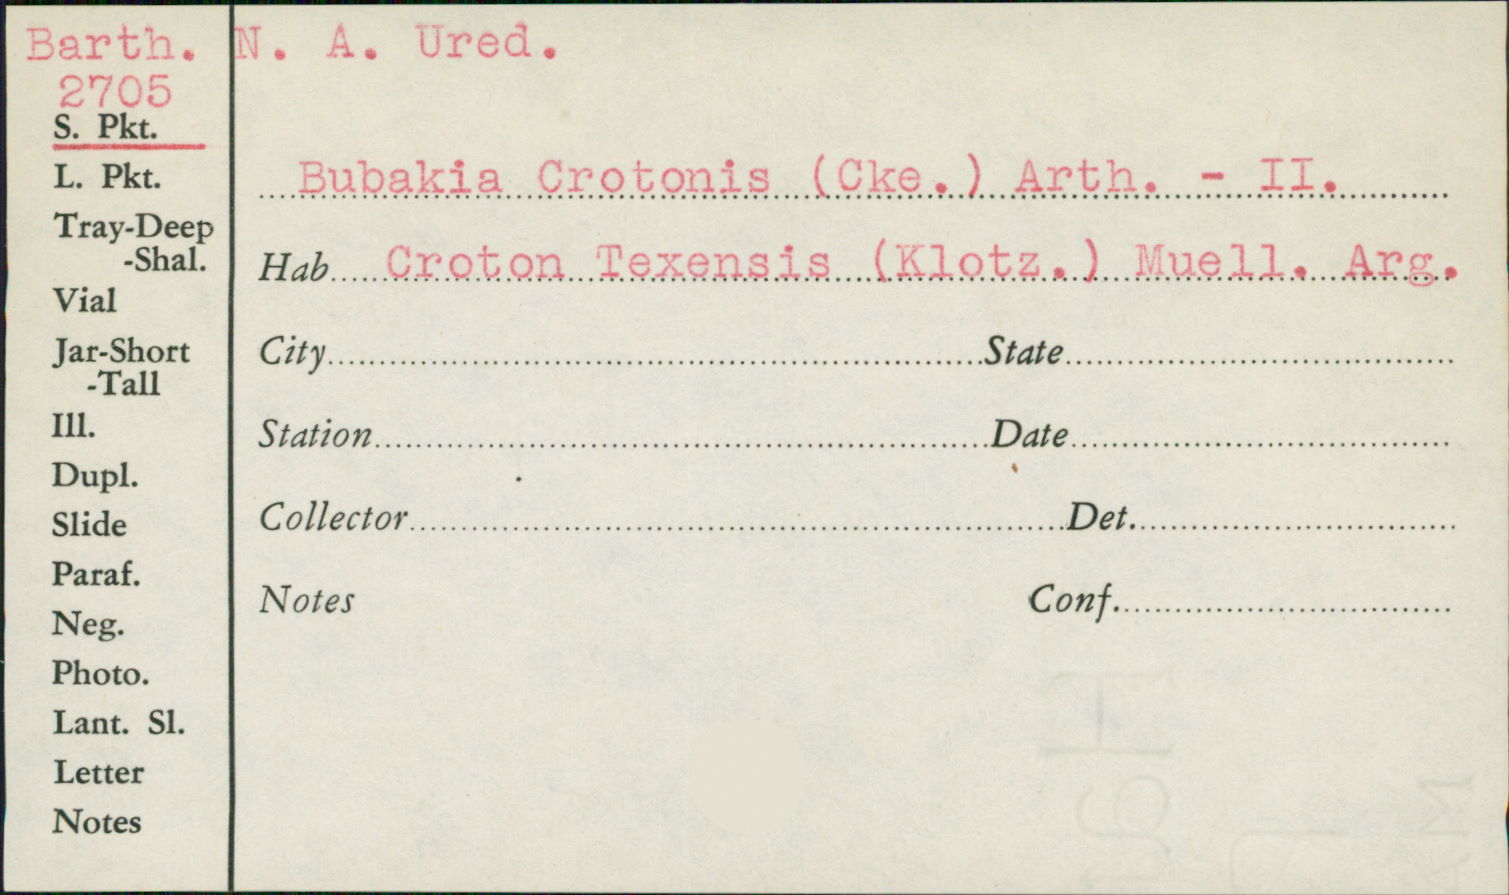 Barth. N. A. Ured.
2705
S. Pkt.
L. Pkt.
Tray-Deep
-Shal.
Vial
Jar-Short
-Tall
Ill.
Dupl.
Slide
Paraf.
Neg.
Photo.
Lant. Sl.
Letter
Notes
Bubakia Crotonis (Cke.) Arth. - II.
Hab. Croton Texensis (Klotz.) Muell. Arg.
City State
Station Date
Collector Det.
Notes Conf.